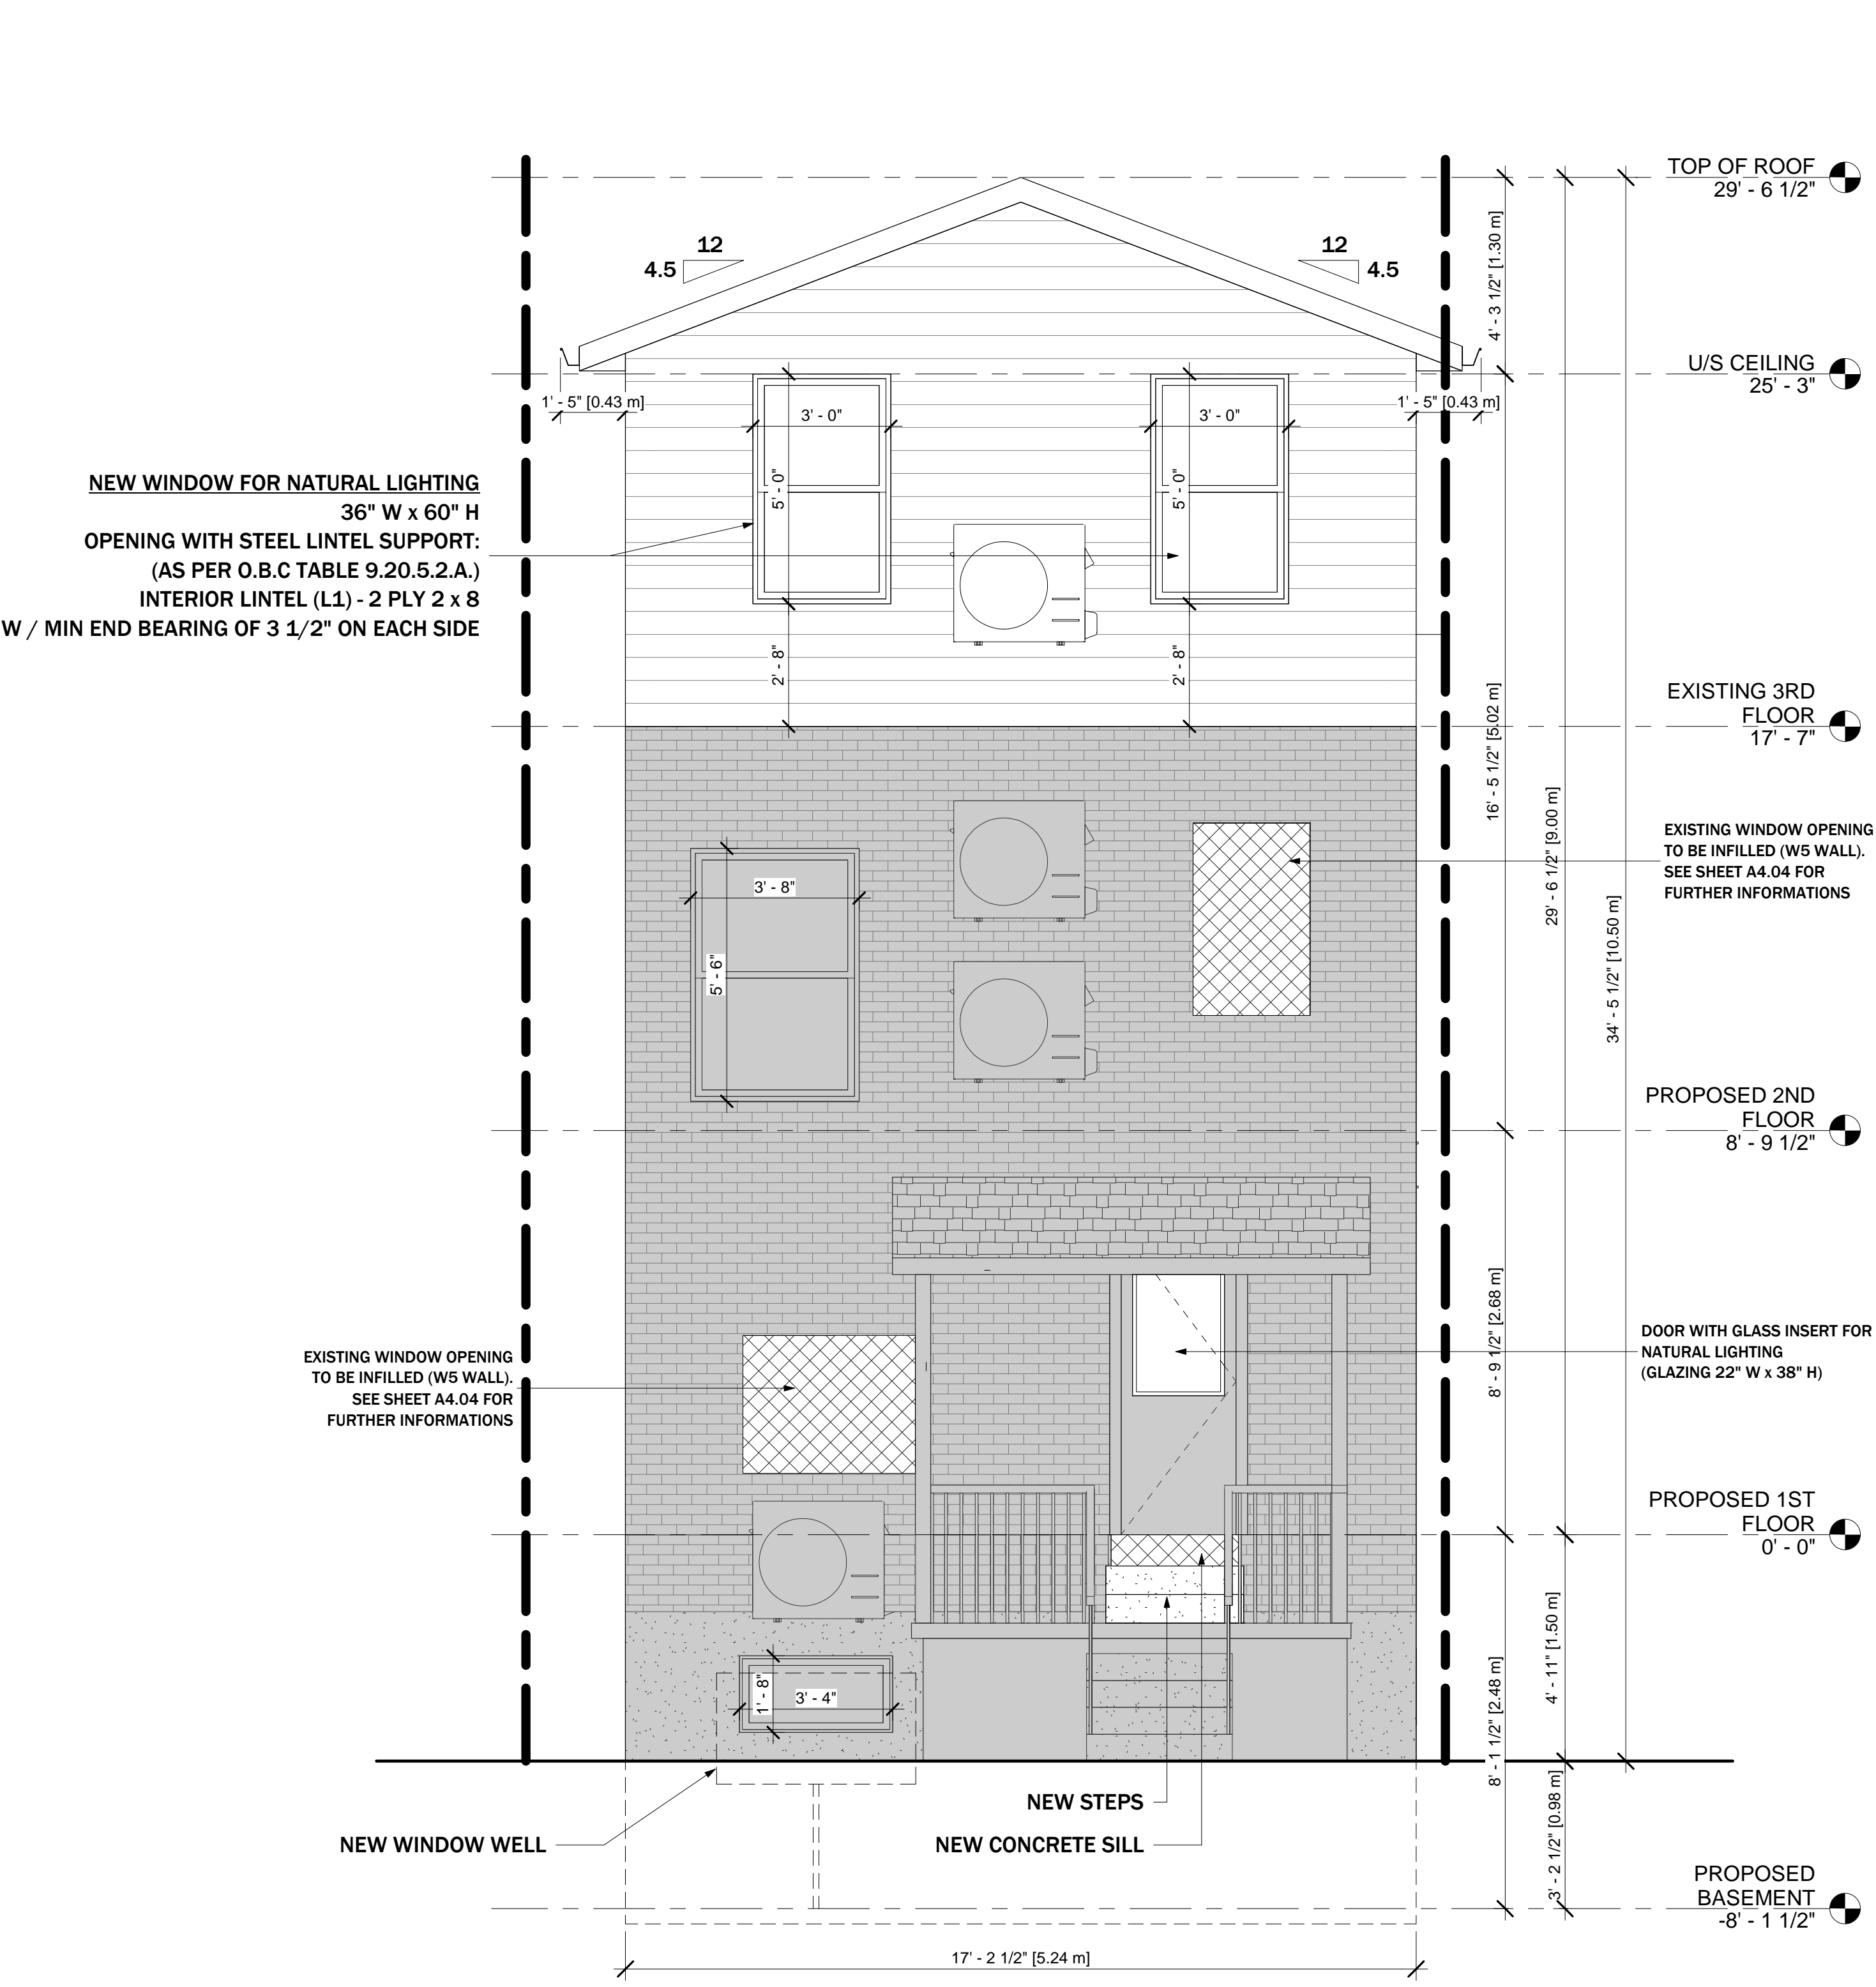 TOP OF ROOF
29' - 6 1/2"
12
4.5
12
4.5
4' - 3 1/2" [1.30 m]
U/S CEILING
25' - 3"
1' - 5" [0.43 m]
1' - 5" [0.43 m]
3' - 0"
3' - 0"
5' - 0"
5' - 0"
NEW WINDOW FOR NATURAL LIGHTING
36" W x 60" H
OPENING WITH STEEL LINTEL SUPPORT:
(AS PER O.B.C TABLE 9.20.5.2.A.)
INTERIOR LINTEL (L1) - 2 PLY 2 x 8
W / MIN END BEARING OF 3 1/2" ON EACH SIDE
2' - 8"
2' - 8"
EXISTING 3RD
FLOOR
17' - 7"
16' - 5 1/2" [5.02 m]
29' - 6 1/2" [9.00 m]
34' - 5 1/2" [10.50 m]
EXISTING WINDOW OPENING
TO BE INFILLED (W5 WALL).
SEE SHEET A4.04 FOR
FURTHER INFORMATIONS
3' - 8"
5' - 6"
PROPOSED 2ND
FLOOR
8' - 9 1/2"
8' - 9 1/2" [2.68 m]
DOOR WITH GLASS INSERT FOR
NATURAL LIGHTING
(GLAZING 22" W x 38" H)
EXISTING WINDOW OPENING
TO BE INFILLED (W5 WALL).
SEE SHEET A4.04 FOR
FURTHER INFORMATIONS
PROPOSED 1ST
FLOOR
0' - 0"
4' - 11" [1.50 m]
8' - 1 1/2" [2.48 m]
1' - 8"
3' - 4"
NEW STEPS
NEW WINDOW WELL
NEW CONCRETE SILL
3' - 2 1/2" [0.98 m]
PROPOSED
BASEMENT
-8' - 1 1/2"
17' - 2 1/2" [5.24 m]